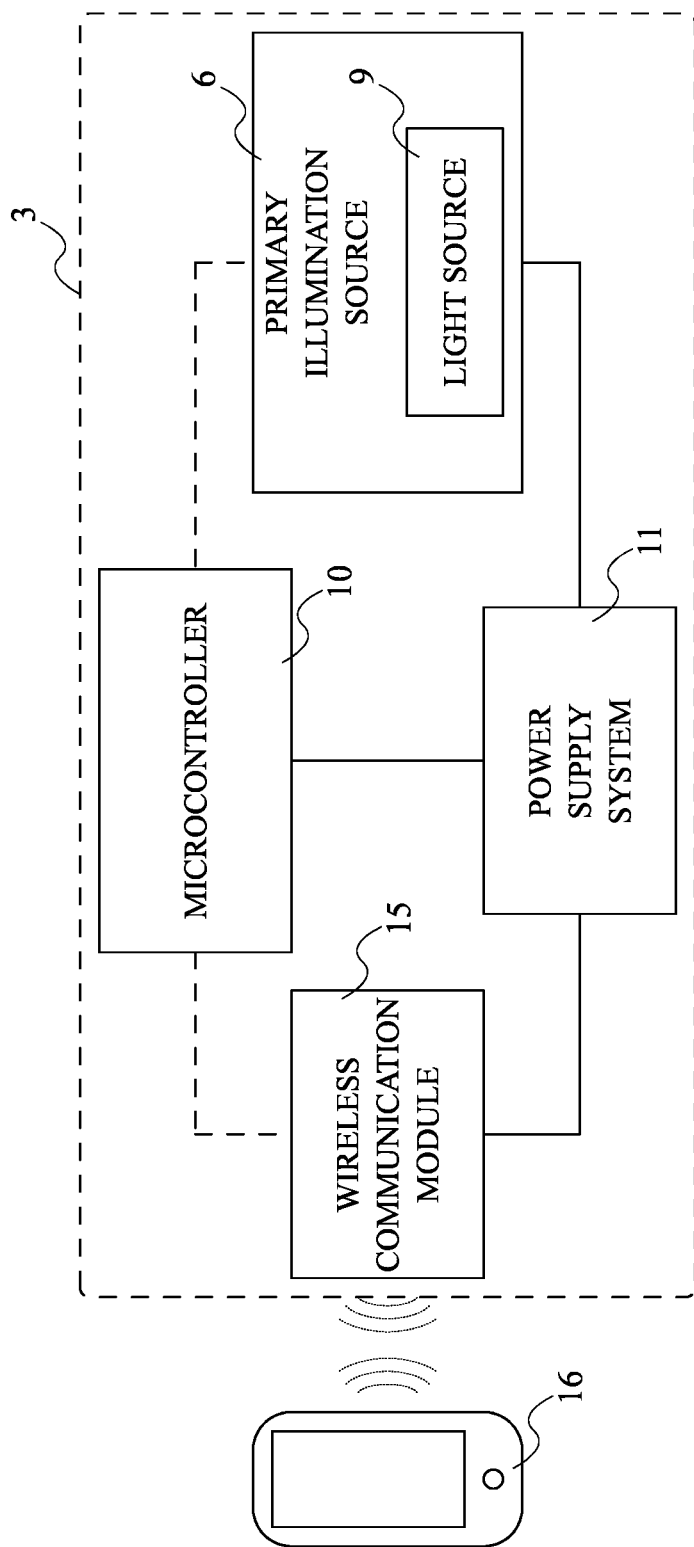 3
MICROCONTROLLER
10
PRIMARY
ILLUMINATION
SOURCE
6
LIGHT SOURCE
9
WIRELESS
COMMUNICATION
MODULE
15
POWER
SUPPLY
SYSTEM
11
16